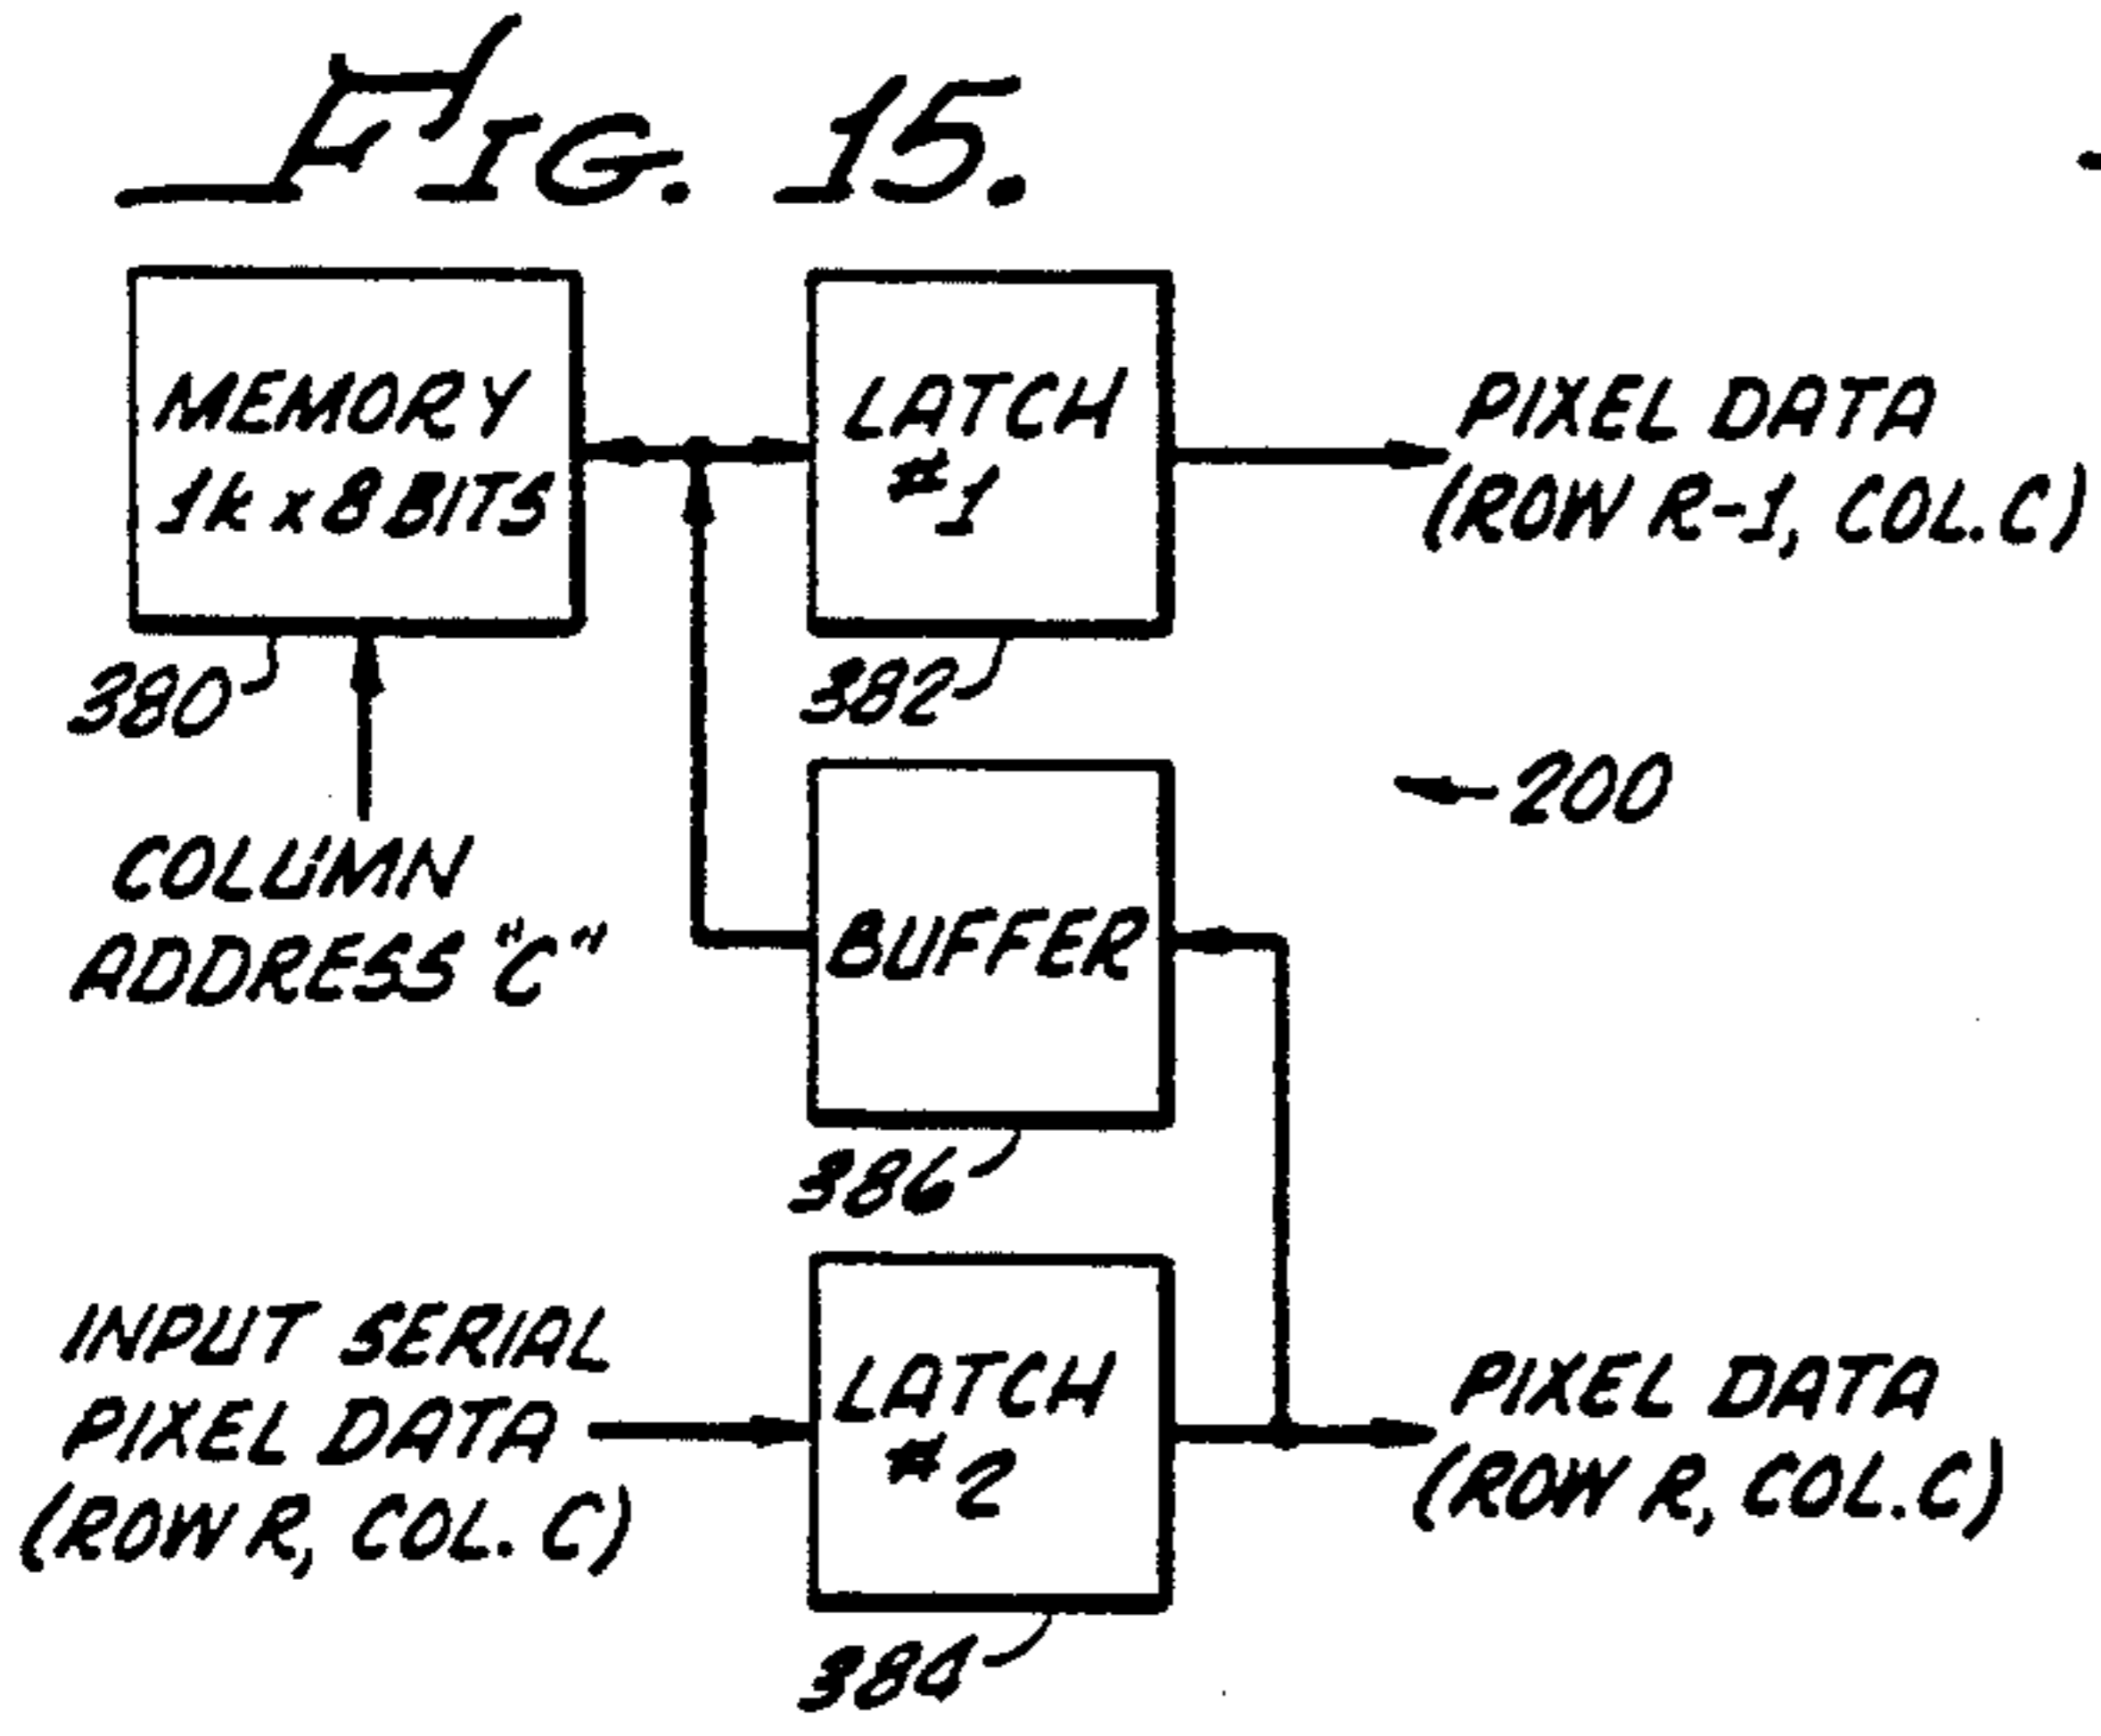 FIG. 15.
MEMORY
1k x 8 BITS
LATCH
#1
PIXEL DATA
(ROW R-1, COL. C)
380
382
200
COLUMN
ADDRESS "C"
BUFFER
386
INPUT SERIAL
PIXEL DATA
(ROW R, COL. C)
LATCH
#2
PIXEL DATA
(ROW R, COL. C)
384